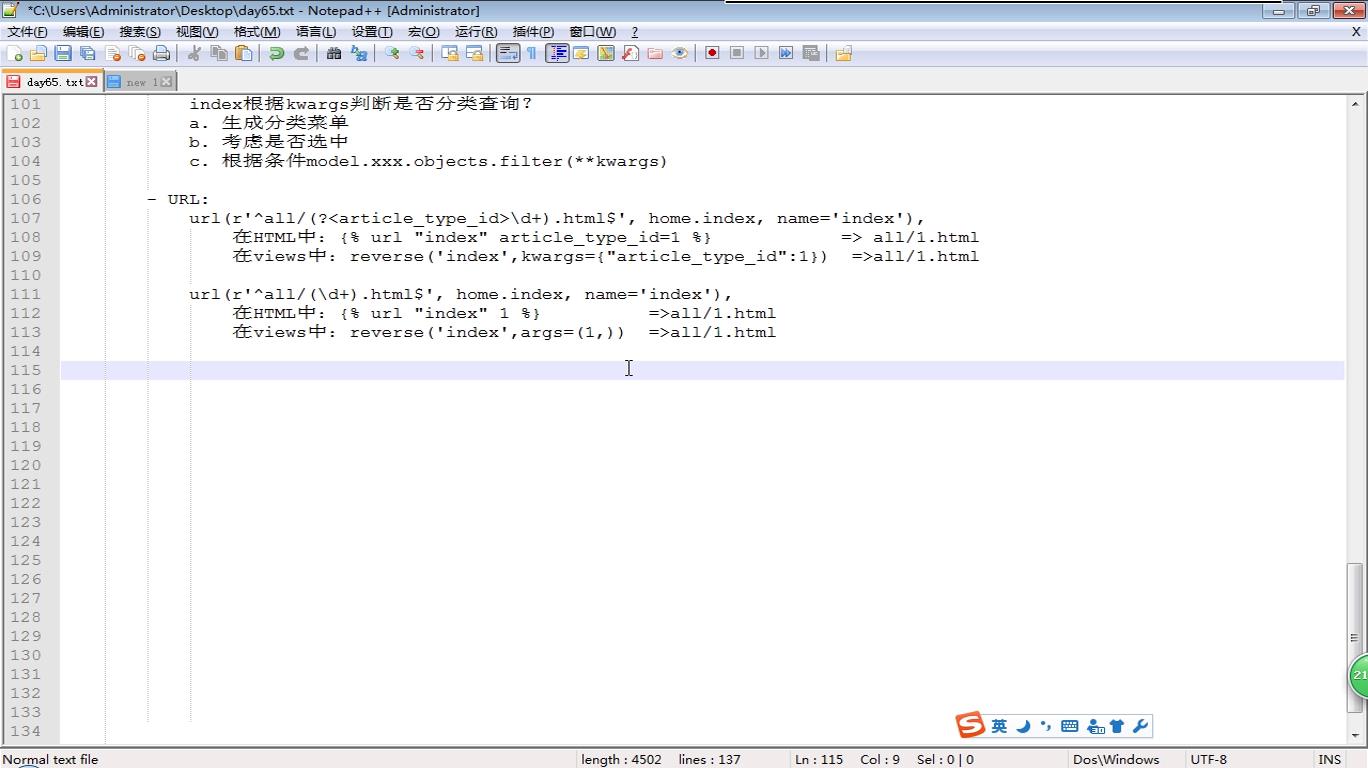 *C:\Users\Administrator\Desktop\day65.txt - Notepad++ [Administrator]
文件(F) 编辑(E) 搜索(S) 视图(V) 格式(M) 语言(L) 设置(T) 宏(O) 运行(R) 插件(P) 窗口(W) ? X
day65.txt new 1
101 index根据kwargs判断是否分类查询?
102 a. 生成分类菜单
103 b. 考虑是否选中
104 c. 根据条件model.xxx.objects.filter(**kwargs)
105
106 - URL:
107 url(r'^all/(?<article_type_id>\d+).html$', home.index, name='index'),
108 在HTML中: {% url "index" article_type_id=1 %} => all/1.html
109 在views中: reverse('index',kwargs={"article_type_id":1}) =>all/1.html
110
111 url(r'^all/(\d+).html$', home.index, name='index'),
112 在HTML中: {% url "index" 1 %} =>all/1.html
113 在views中: reverse('index',args=(1,)) =>all/1.html
114
115
116
117
118
119
120
121
122
123
124
125
126
127
128
129
130
131
132
133
134
21
英
Normal text file length : 4502 lines : 137 Ln : 115 Col : 9 Sel : 0 | 0 Dos\Windows UTF-8 INS